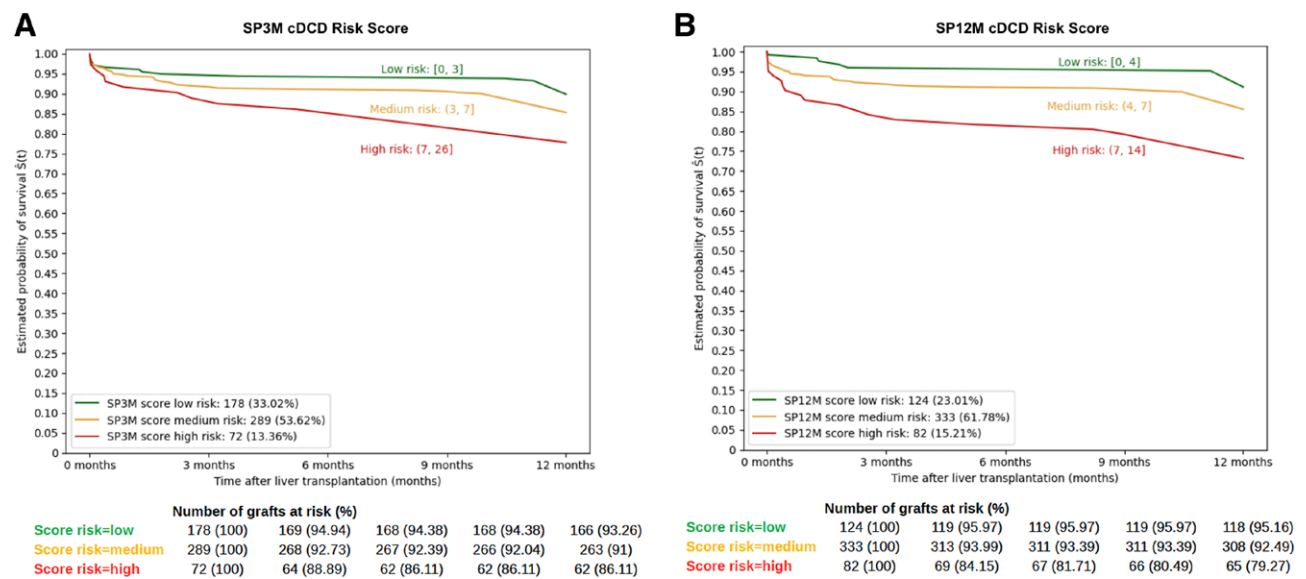 A
SP3M cDCD Risk Score
Estimated probability of survival Ŝ(t)
1.00
0.95
0.90
0.85
0.80
0.75
0.70
0.65
0.60
0.55
0.50
0.45
0.40
0.35
0.30
0.25
0.20
0.15
0.10
0.05
0
Low risk: [0, 3]
Medium risk: (3, 7]
High risk: (7, 26]
SP3M score low risk: 178 (33.02%)
SP3M score medium risk: 289 (53.62%)
SP3M score high risk: 72 (13.36%)
0 months 3 months 6 months 9 months 12 months
Time after liver transplantation (months)
Number of grafts at risk (%)
Score risk=low 178 (100) 169 (94.94) 168 (94.38) 168 (94.38) 166 (93.26)
Score risk=medium 289 (100) 268 (92.73) 267 (92.39) 266 (92.04) 263 (91)
Score risk=high 72 (100) 64 (88.89) 62 (86.11) 62 (86.11) 62 (86.11)
B
SP12M cDCD Risk Score
Estimated probability of survival Ŝ(t)
1.00
0.95
0.90
0.85
0.80
0.75
0.70
0.65
0.60
0.55
0.50
0.45
0.40
0.35
0.30
0.25
0.20
0.15
0.10
0.05
0
Low risk: [0, 4]
Medium risk: (4, 7]
High risk: (7, 14]
SP12M score low risk: 124 (23.01%)
SP12M score medium risk: 333 (61.78%)
SP12M score high risk: 82 (15.21%)
0 months 3 months 6 months 9 months 12 months
Time after liver transplantation (months)
Number of grafts at risk (%)
Score risk=low 124 (100) 119 (95.97) 119 (95.97) 119 (95.97) 118 (95.16)
Score risk=medium 333 (100) 313 (93.99) 311 (93.39) 311 (93.39) 308 (92.49)
Score risk=high 82 (100) 69 (84.15) 67 (81.71) 66 (80.49) 65 (79.27)